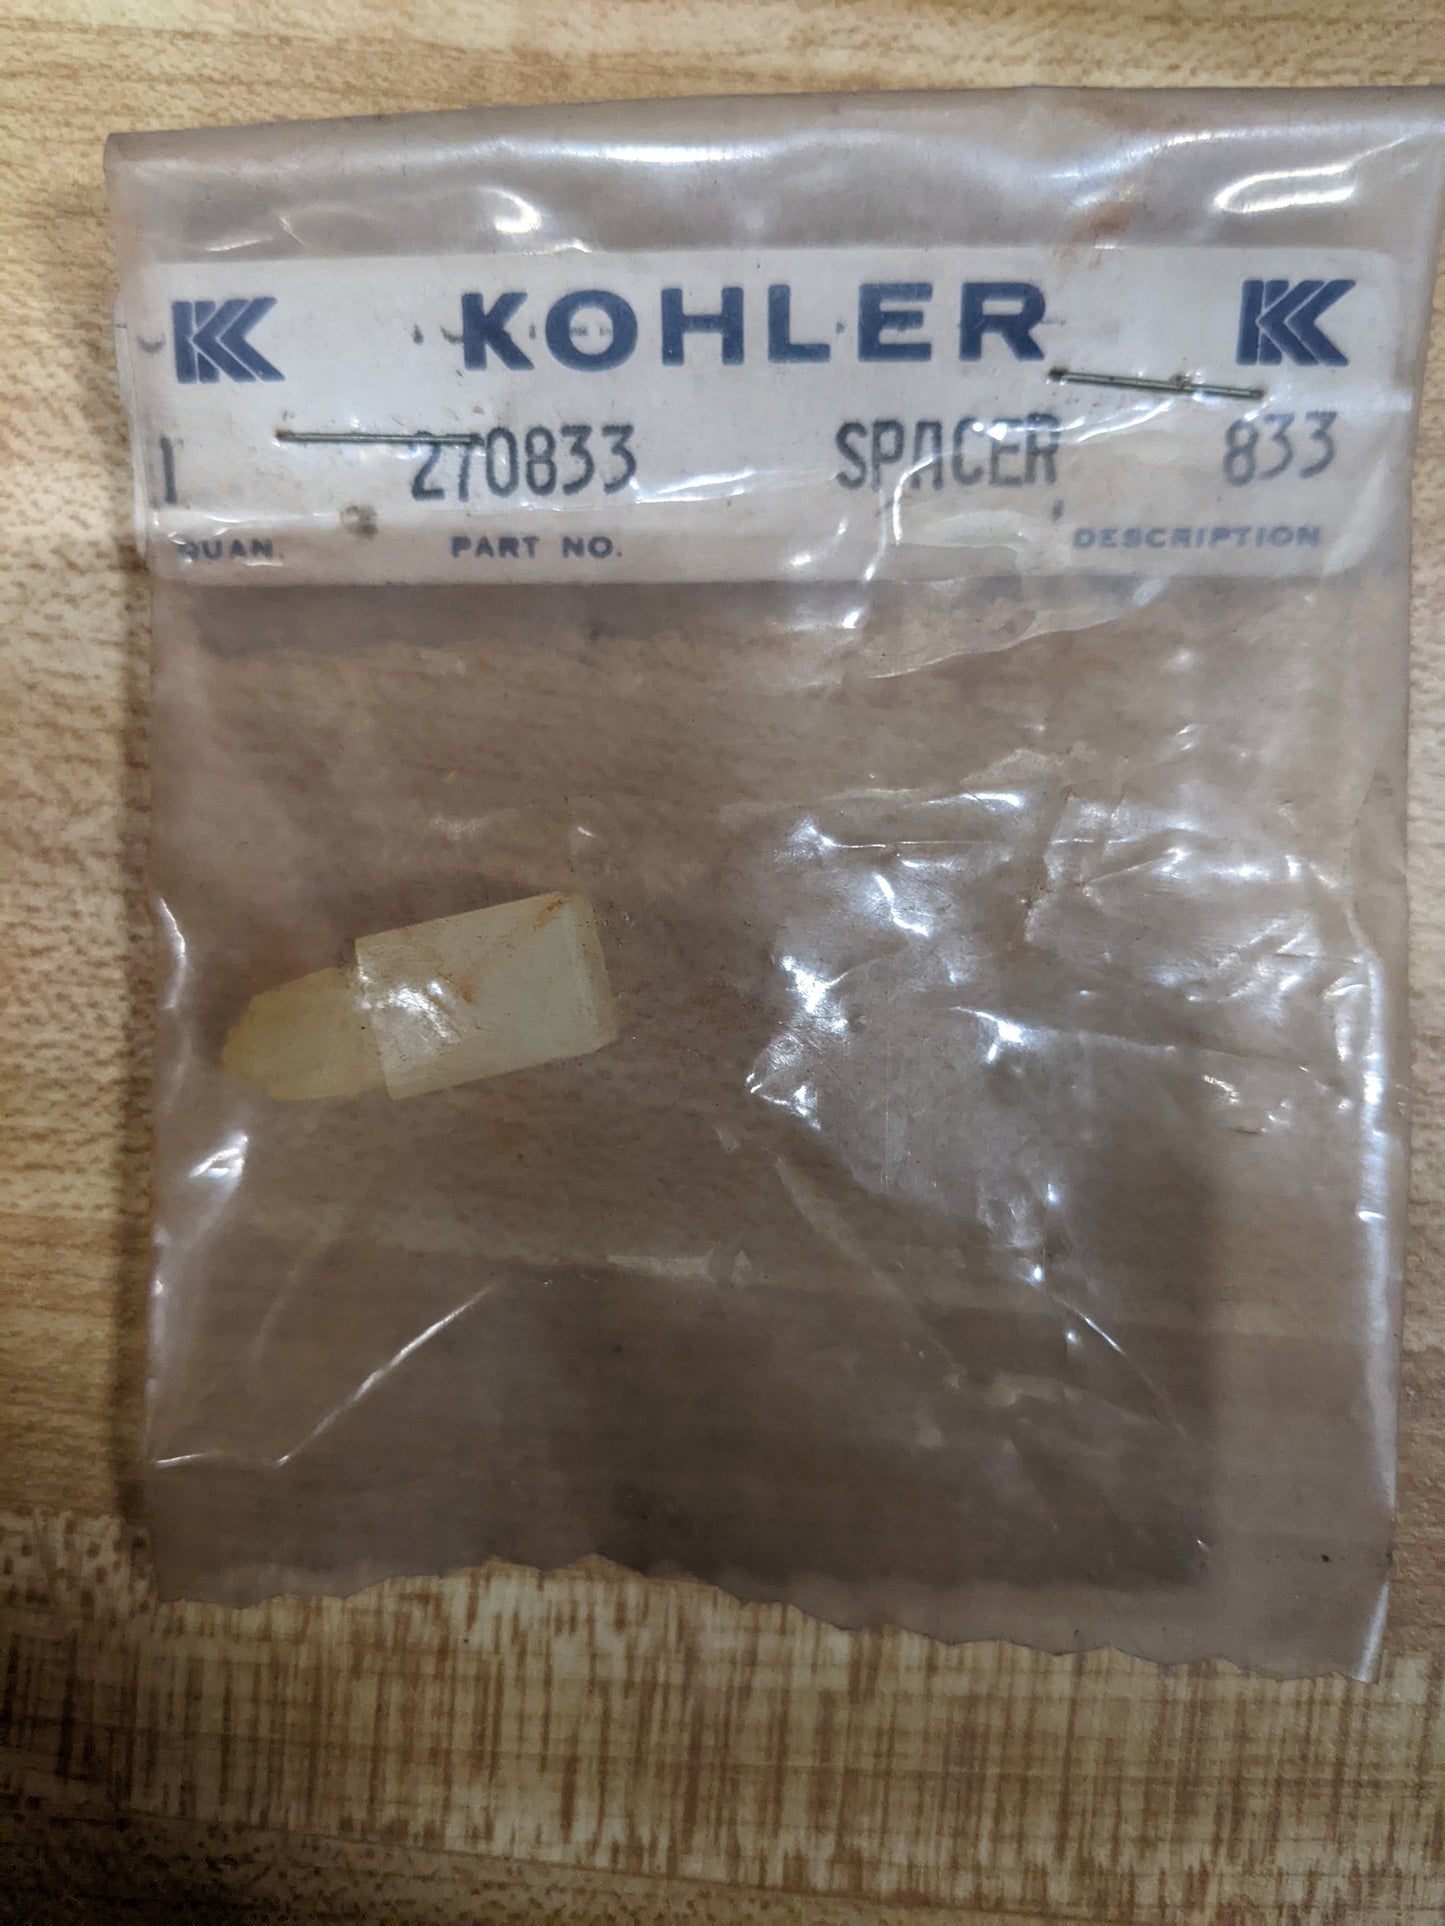 KOHLER
1 270833 SPACER 833
QUAN. PART NO. DESCRIPTION